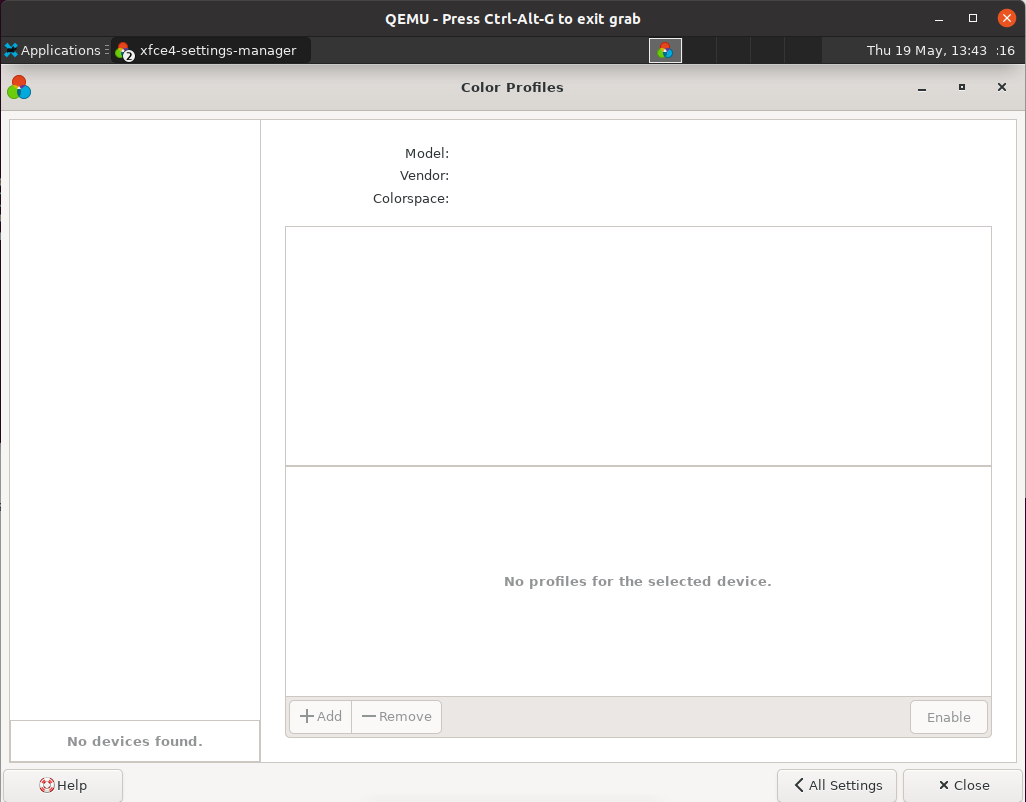 QEMU - Press Ctrl-Alt-G to exit grab
Applications 2 xfce4-settings-manager Thu 19 May, 13:43 :16
Color Profiles
Model:
Vendor:
Colorspace:
No profiles for the selected device.
Add Remove Enable
No devices found.
Help All Settings Close